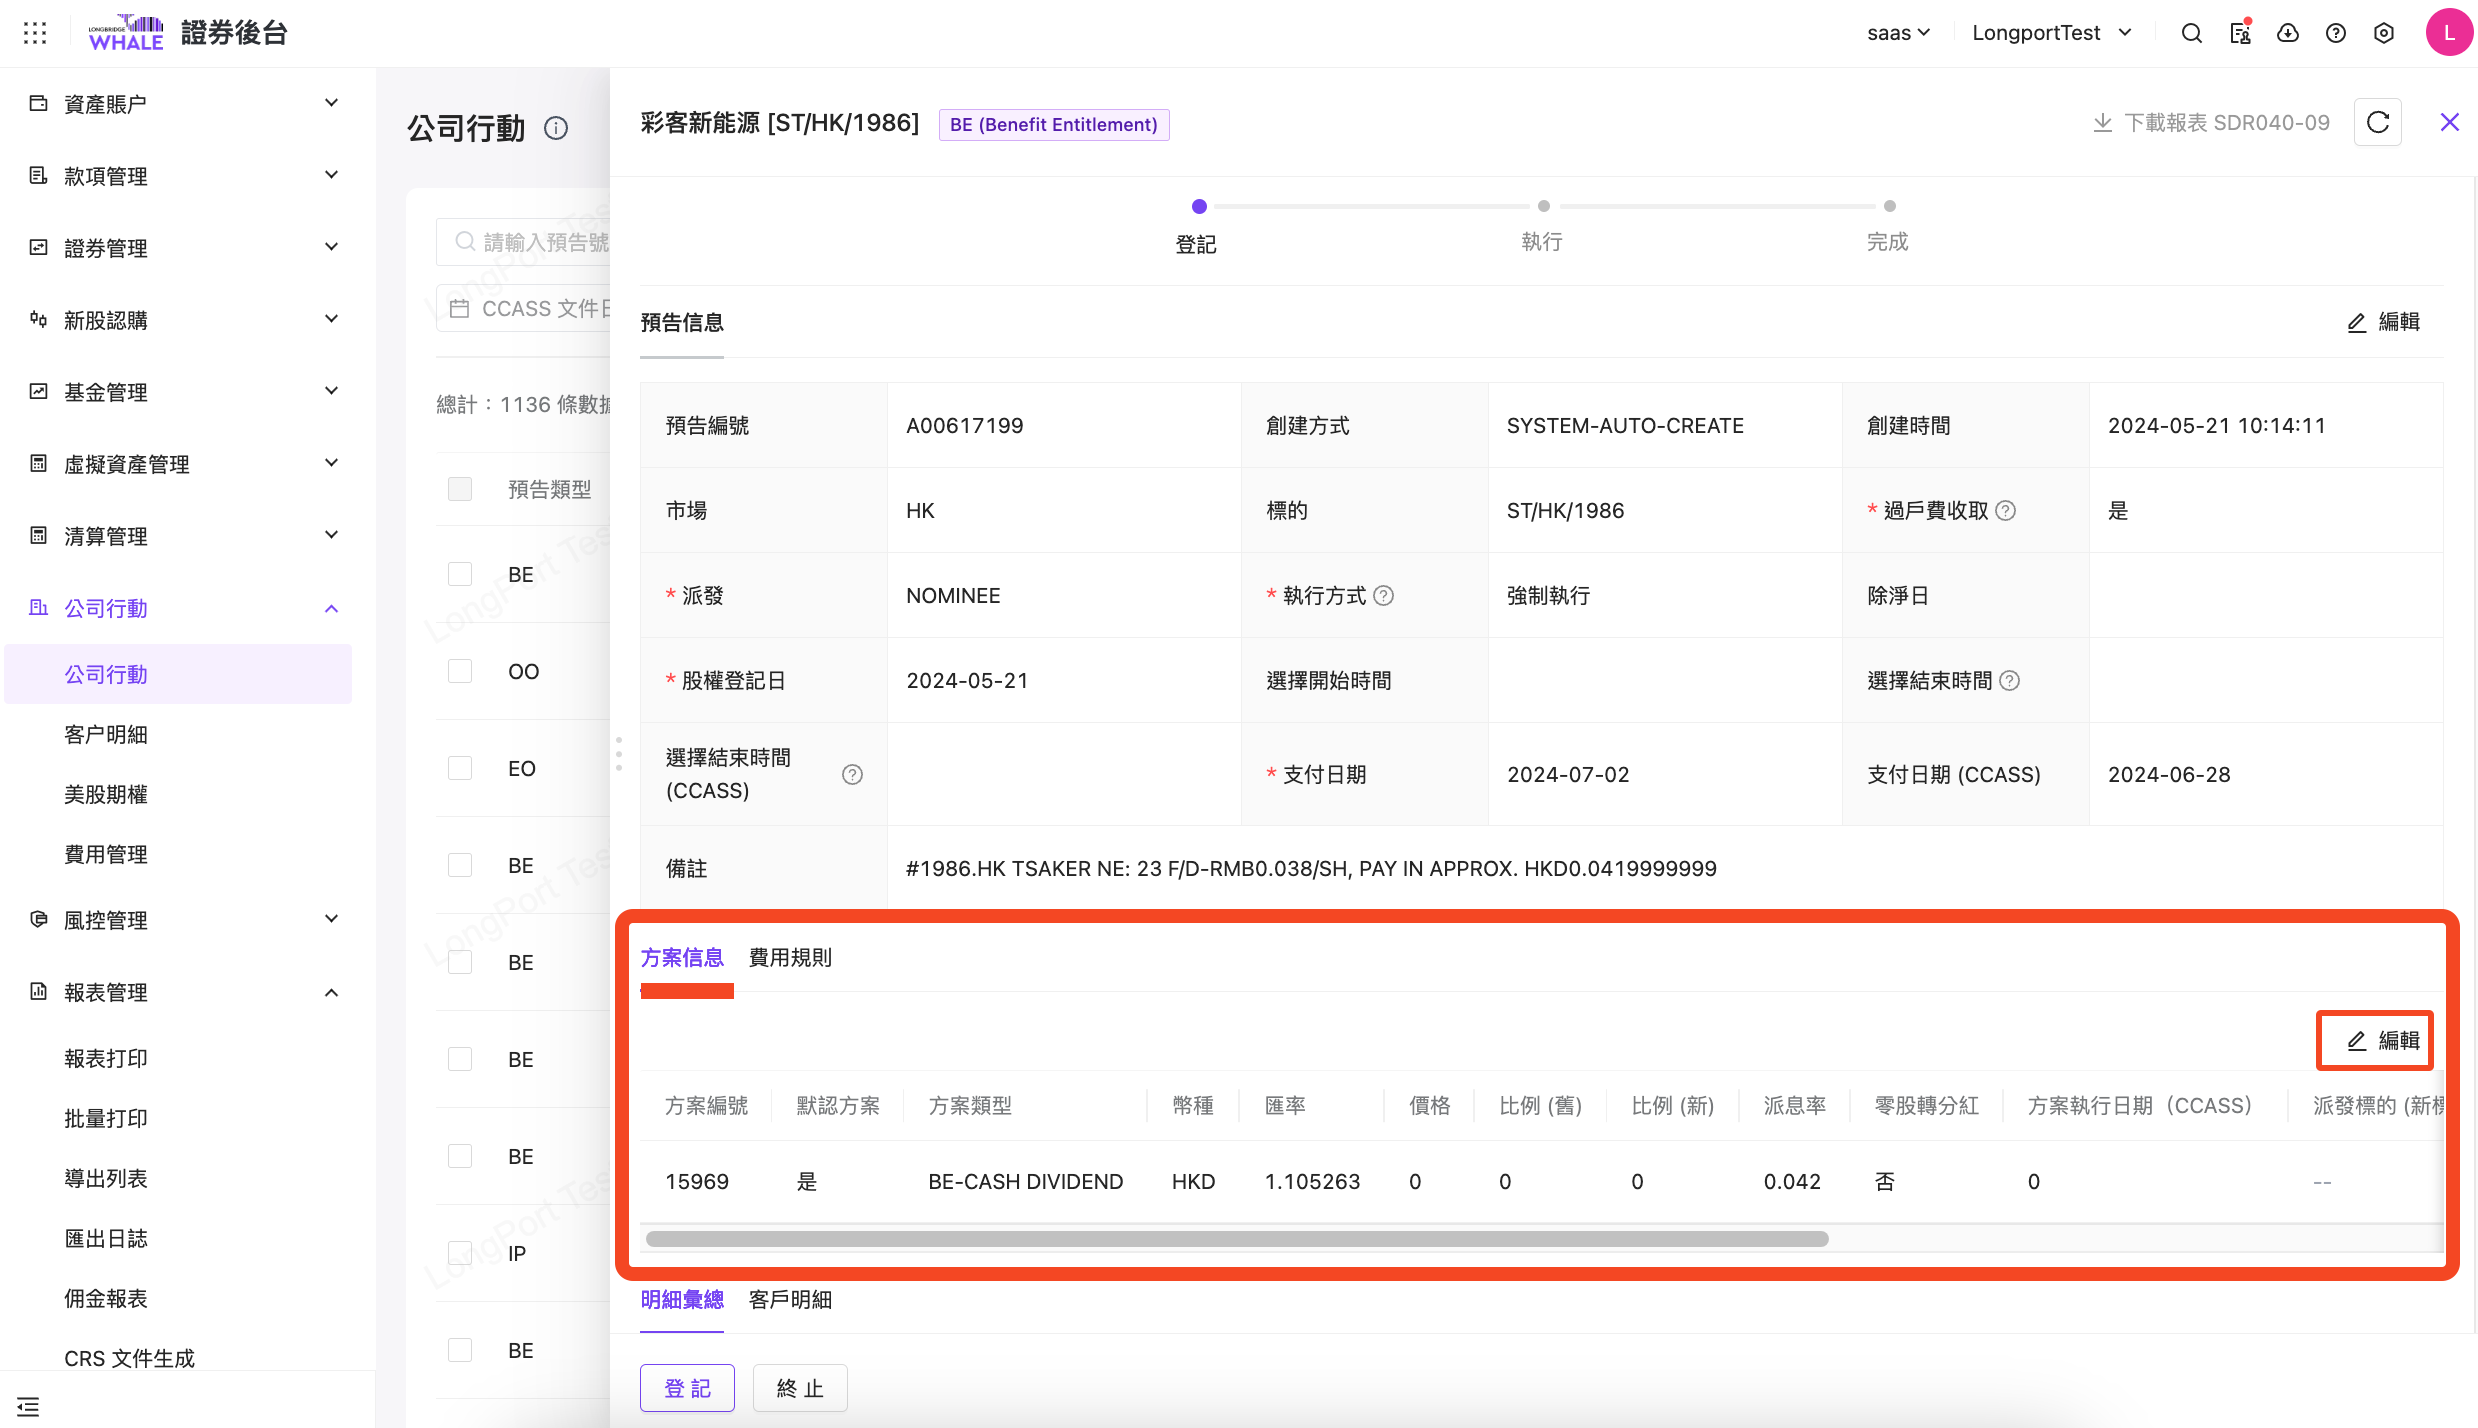 LONGBRIDGE
WHALE
證券後台
saas
LongportTest
L
資產賬户
款項管理
證券管理
新股認購
基金管理
虛擬資產管理
清算管理
公司行動
公司行動
客户明細
美股期權
費用管理
風控管理
報表管理
報表打印
批量打印
導出列表
匯出日誌
佣金報表
CRS 文件生成
公司行動
請輸入預告號
CCASS 文件日
總計：1136 條數據
預告類型
BE
OO
EO
BE
BE
BE
BE
IP
BE
彩客新能源 [ST/HK/1986]
BE (Benefit Entitlement)
下載報表 SDR040-09
登記
執行
完成
預告信息
編輯
預告編號 A00617199 創建方式 SYSTEM-AUTO-CREATE 創建時間 2024-05-21 10:14:11
市場 HK 標的 ST/HK/1986 * 過戶費收取 是
* 派發 NOMINEE * 執行方式 強制執行 除淨日
* 股權登記日 2024-05-21 選擇開始時間 選擇結束時間
選擇結束時間
(CCASS)
* 支付日期 2024-07-02 支付日期 (CCASS) 2024-06-28
備註 #1986.HK TSAKER NE: 23 F/D-RMB0.038/SH, PAY IN APPROX. HKD0.0419999999
方案信息 費用規則
編輯
方案編號 默認方案 方案類型 幣種 匯率 價格 比例 (舊) 比例 (新) 派息率 零股轉分紅 方案執行日期（CCASS） 派發標的 (新標
15969 是 BE-CASH DIVIDEND HKD 1.105263 0 0 0 0.042 否 0 --
明細彙總 客戶明細
登 記
終 止
LongPort Test
LongPort Test
LongPort Test
LongPort Test